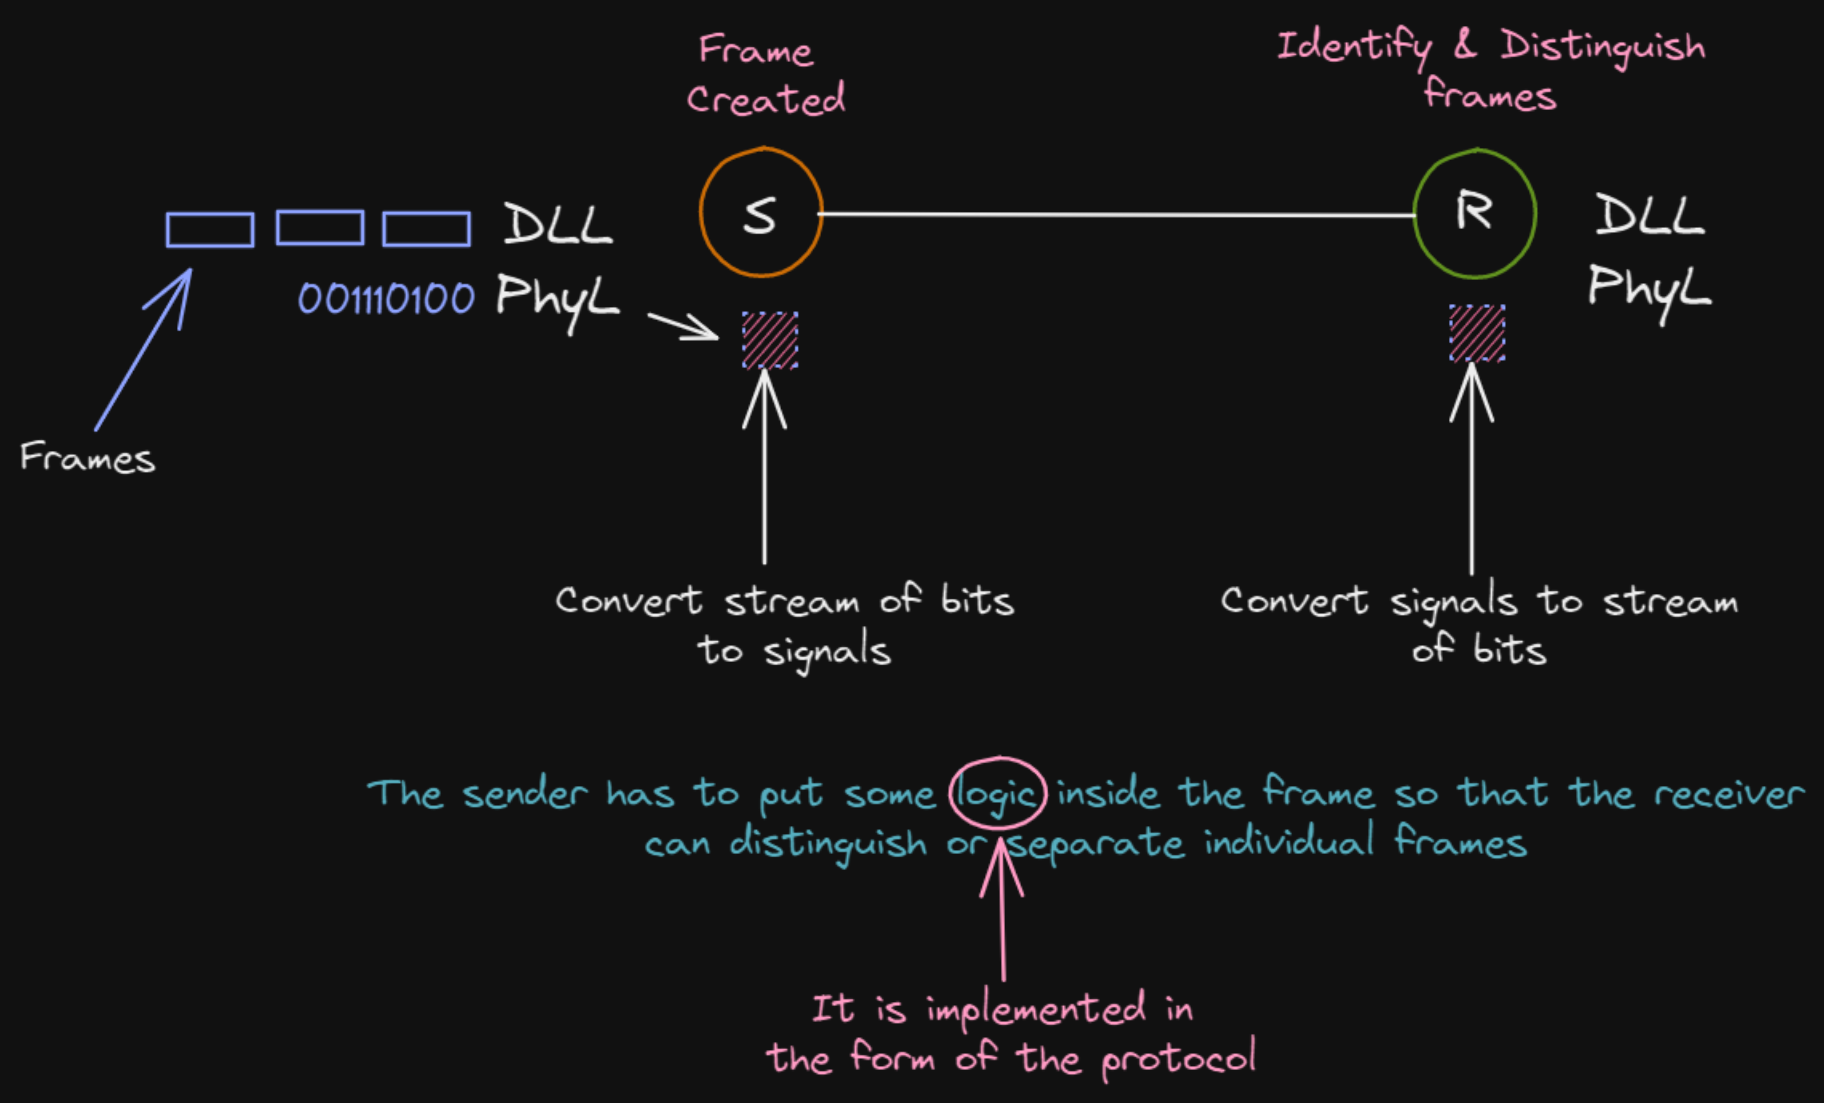 Frame
Created
Identify & Distinguish
frames
S
R
DLL
DLL
001110100 PhyL
PhyL
Frames
Convert stream of bits
to signals
Convert signals to stream
of bits
The sender has to put some logic inside the frame so that the receiver
can distinguish or separate individual frames
It is implemented in
the form of the protocol